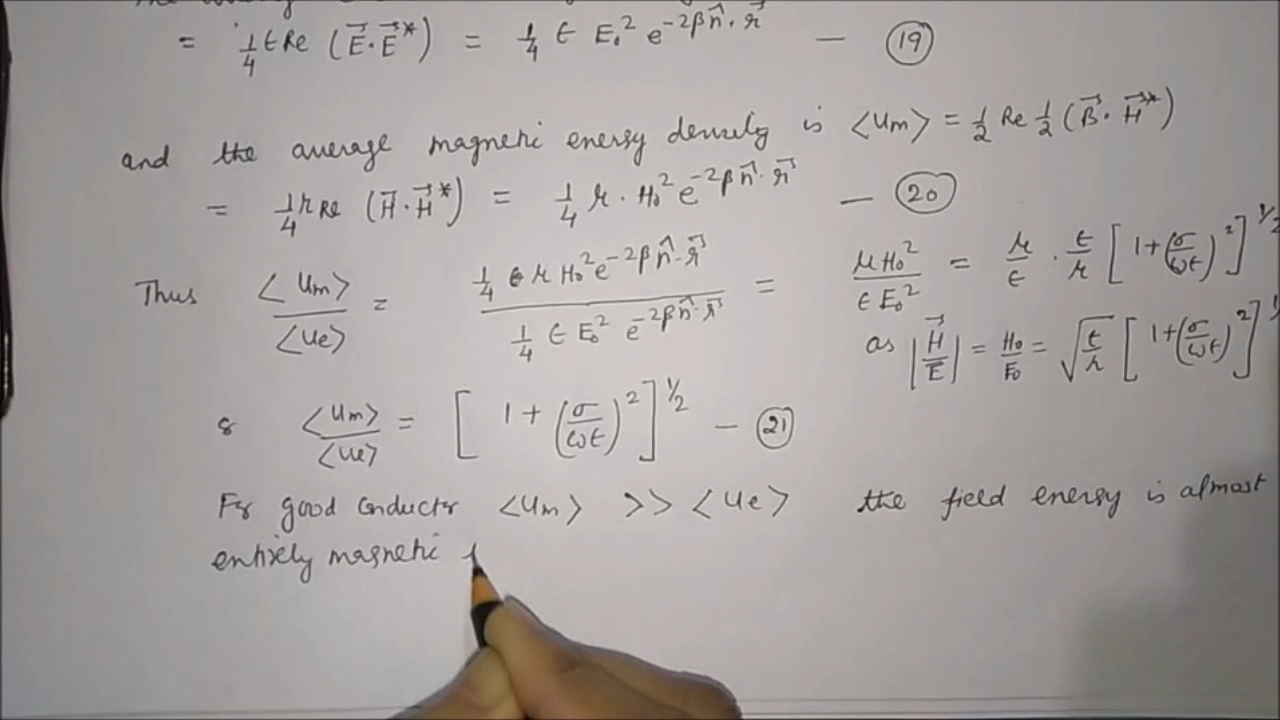 = 1/4 ϵ Re (E⃗·E⃗*) = 1/4 ϵ E₀² e^(-2β n̂·r⃗) — (19)
and the average magnetic energy density is <Um> = 1/2 Re 1/2 (B⃗·H⃗*)
= 1/4 μ Re (H⃗·H⃗*) = 1/4 μ · H₀² e^(-2β n̂·r⃗) — (20)
Thus <Um>/<Ue> = (1/4 μ H₀² e^(-2β n̂·r⃗))/(1/4 ϵ E₀² e^(-2β n̂·r⃗)) = μH₀²/ϵE₀² = μ/ϵ · ϵ/μ [1+(σ/ωϵ)²]^1/2
as |H⃗/E| = H₀/E₀ = √(ϵ/μ) [1+(σ/ωϵ)²]
or <Um>/<Ue> = [1+(σ/ωϵ)²]^1/2 — (21)
For good conductor <Um> >> <Ue> the field energy is almost
entirely magnetic